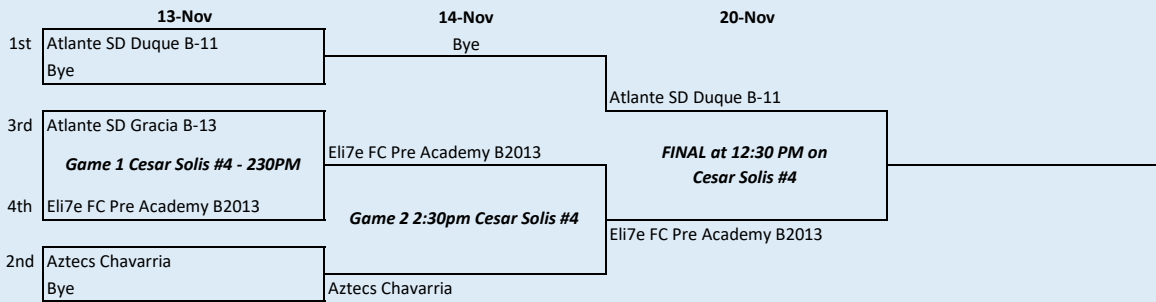 13-Nov
14-Nov
20-Nov
1st
Atlante SD Duque B-11
Bye
Bye
Atlante SD Duque B-11
3rd
Atlante SD Gracia B-13
Game 1 Cesar Solis #4 - 230PM
Eli7e FC Pre Academy B2013
FINAL at 12:30 PM on
Cesar Solis #4
4th
Eli7e FC Pre Academy B2013
Game 2 2:30pm Cesar Solis #4
Eli7e FC Pre Academy B2013
2nd
Aztecs Chavarria
Bye
Aztecs Chavarria